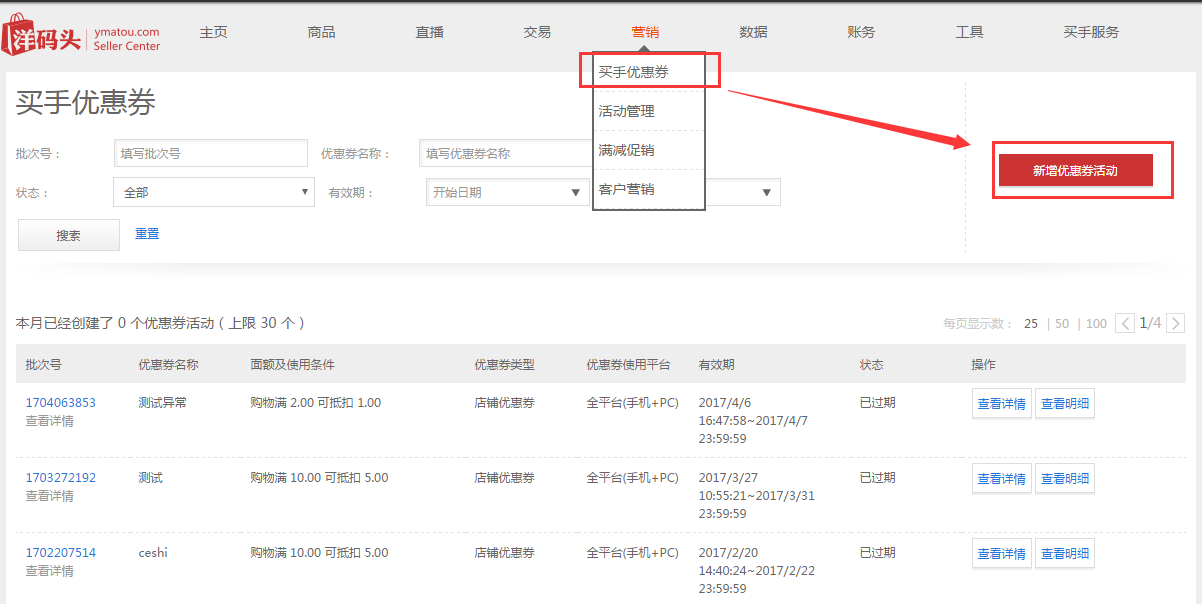 洋码头 ymatou.com
Seller Center
主页 商品 直播 交易 营销 数据 账务 工具 买手服务
买手优惠券
活动管理
满减促销
客户营销
买手优惠券
批次号： 填写批次号 优惠券名称： 填写优惠券名称
状态： 全部 有效期： 开始日期
搜索 重置
新增优惠券活动
本月已经创建了 0 个优惠券活动（上限 30 个）
每页显示数： 25 | 50 | 100 1/4
批次号 优惠券名称 面额及使用条件 优惠券类型 优惠券使用平台 有效期 状态 操作
1704063853 测试异常 购物满 2.00 可抵扣 1.00 店铺优惠券 全平台(手机+PC) 2017/4/6 已过期 查看详情 查看明细
查看详情 16:47:58~2017/4/7
23:59:59
1703272192 测试 购物满 10.00 可抵扣 5.00 店铺优惠券 全平台(手机+PC) 2017/3/27 已过期 查看详情 查看明细
查看详情 10:55:21~2017/3/31
23:59:59
1702207514 ceshi 购物满 10.00 可抵扣 5.00 店铺优惠券 全平台(手机+PC) 2017/2/20 已过期 查看详情 查看明细
查看详情 14:40:24~2017/2/22
23:59:59